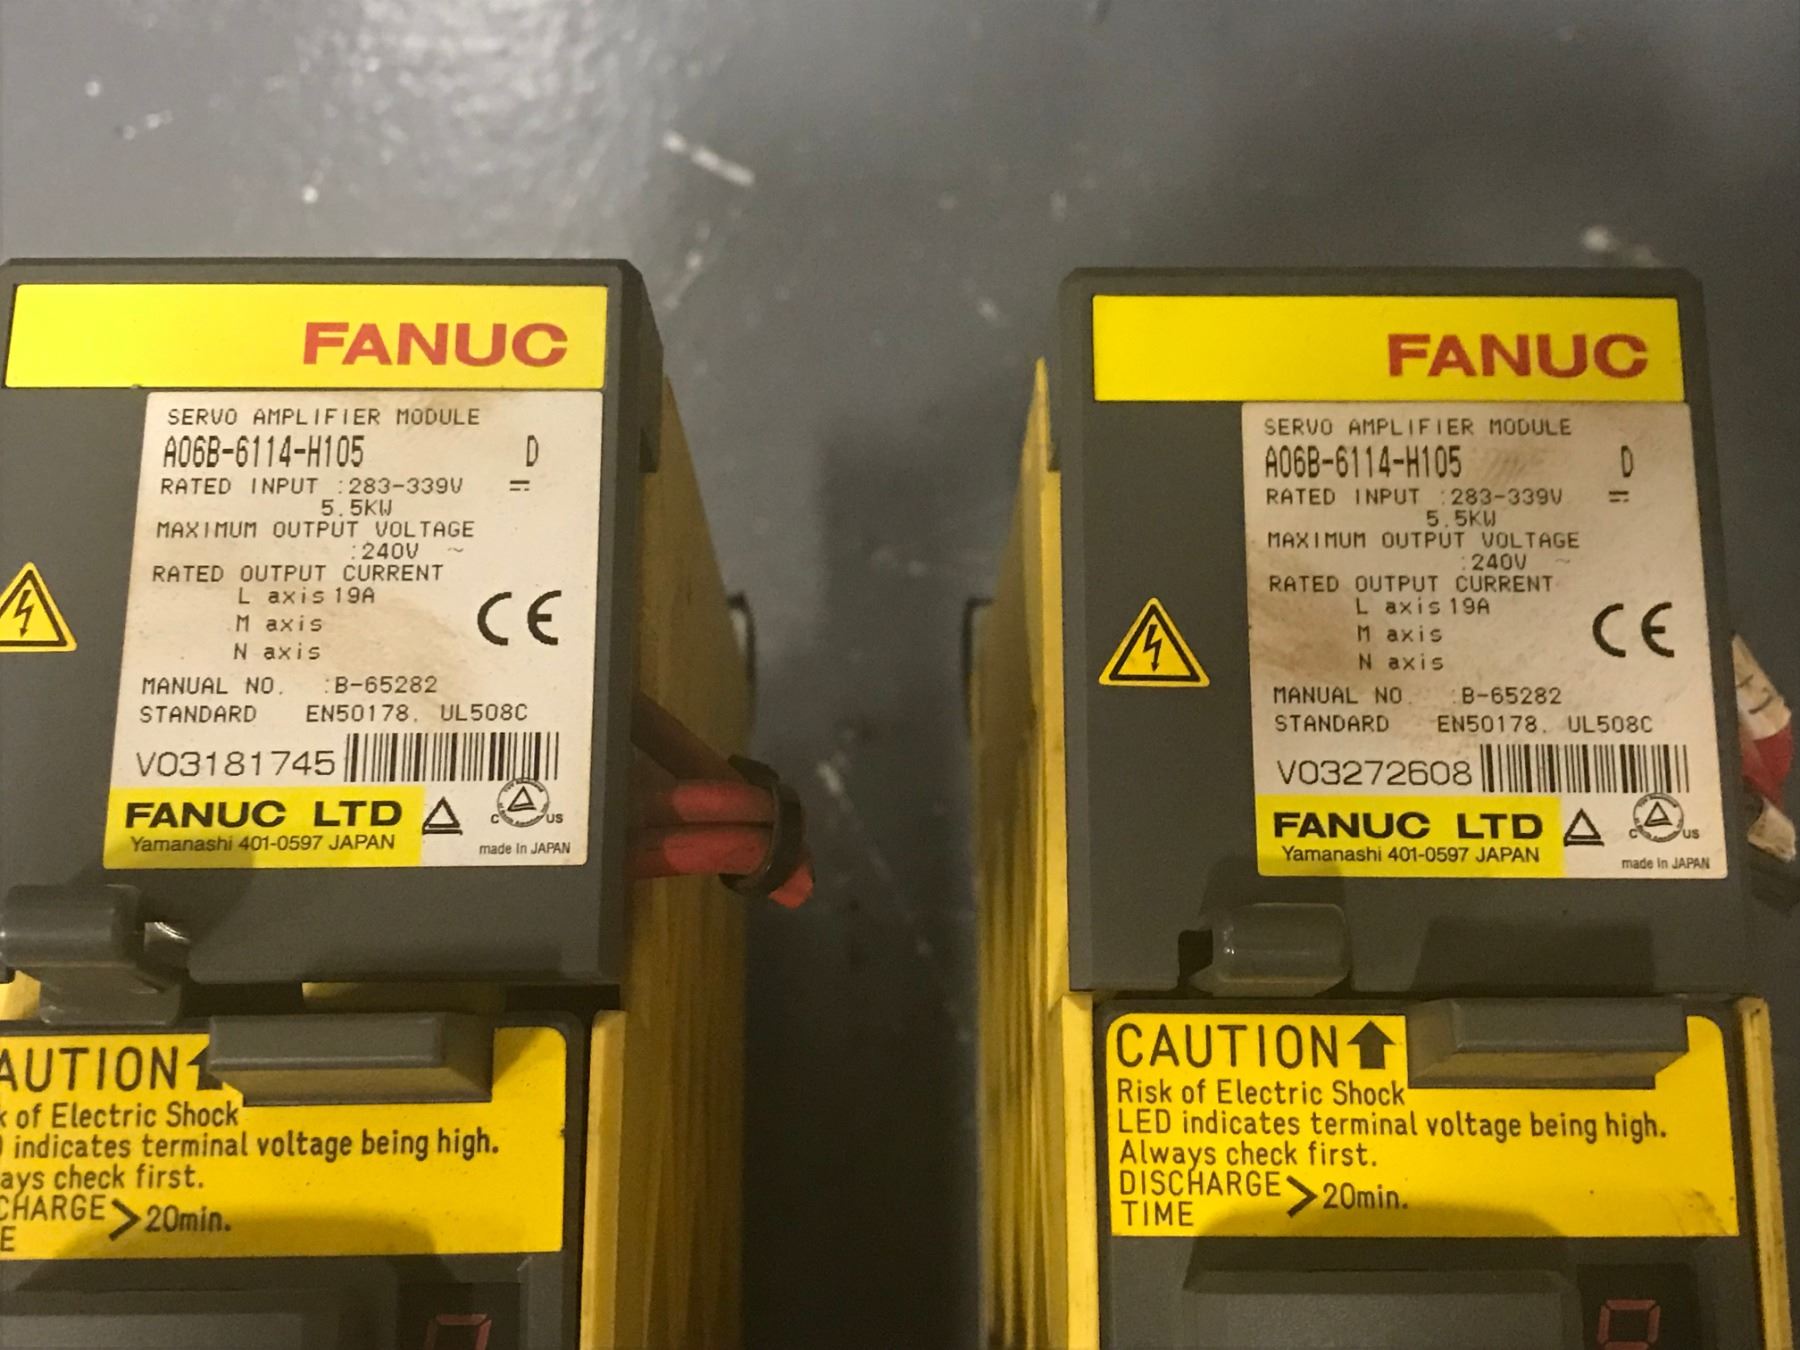 FANUC
SERVO AMPLIFIER MODULE
A06B-6114-H105 D
RATED INPUT :283-339V
5.5KW
MAXIMUM OUTPUT VOLTAGE
:240V ~
RATED OUTPUT CURRENT
L axis 19A
M axis
N axis
CE
MANUAL NO. :B-65282
STANDARD EN50178. UL508C
V03181745
FANUC LTD
Yamanashi 401-0597 JAPAN
C US
made In JAPAN
AUTION
k of Electric Shock
indicates terminal voltage being high.
ays check first.
CHARGE >20min.
E
FANUC
SERVO AMPLIFIER MODULE
A06B-6114-H105 D
RATED INPUT :283-339V
5.5KW
MAXIMUM OUTPUT VOLTAGE
:240V ~
RATED OUTPUT CURRENT
L axis 19A
M axis
N axis
CE
MANUAL NO :B-65282
STANDARD EN50178. UL508C
V03272608
FANUC LTD
Yamanashi 401-0597 JAPAN
C US
made In JAPAN
CAUTION
Risk of Electric Shock
LED indicates terminal voltage being high.
Always check first.
DISCHARGE >20min.
TIME